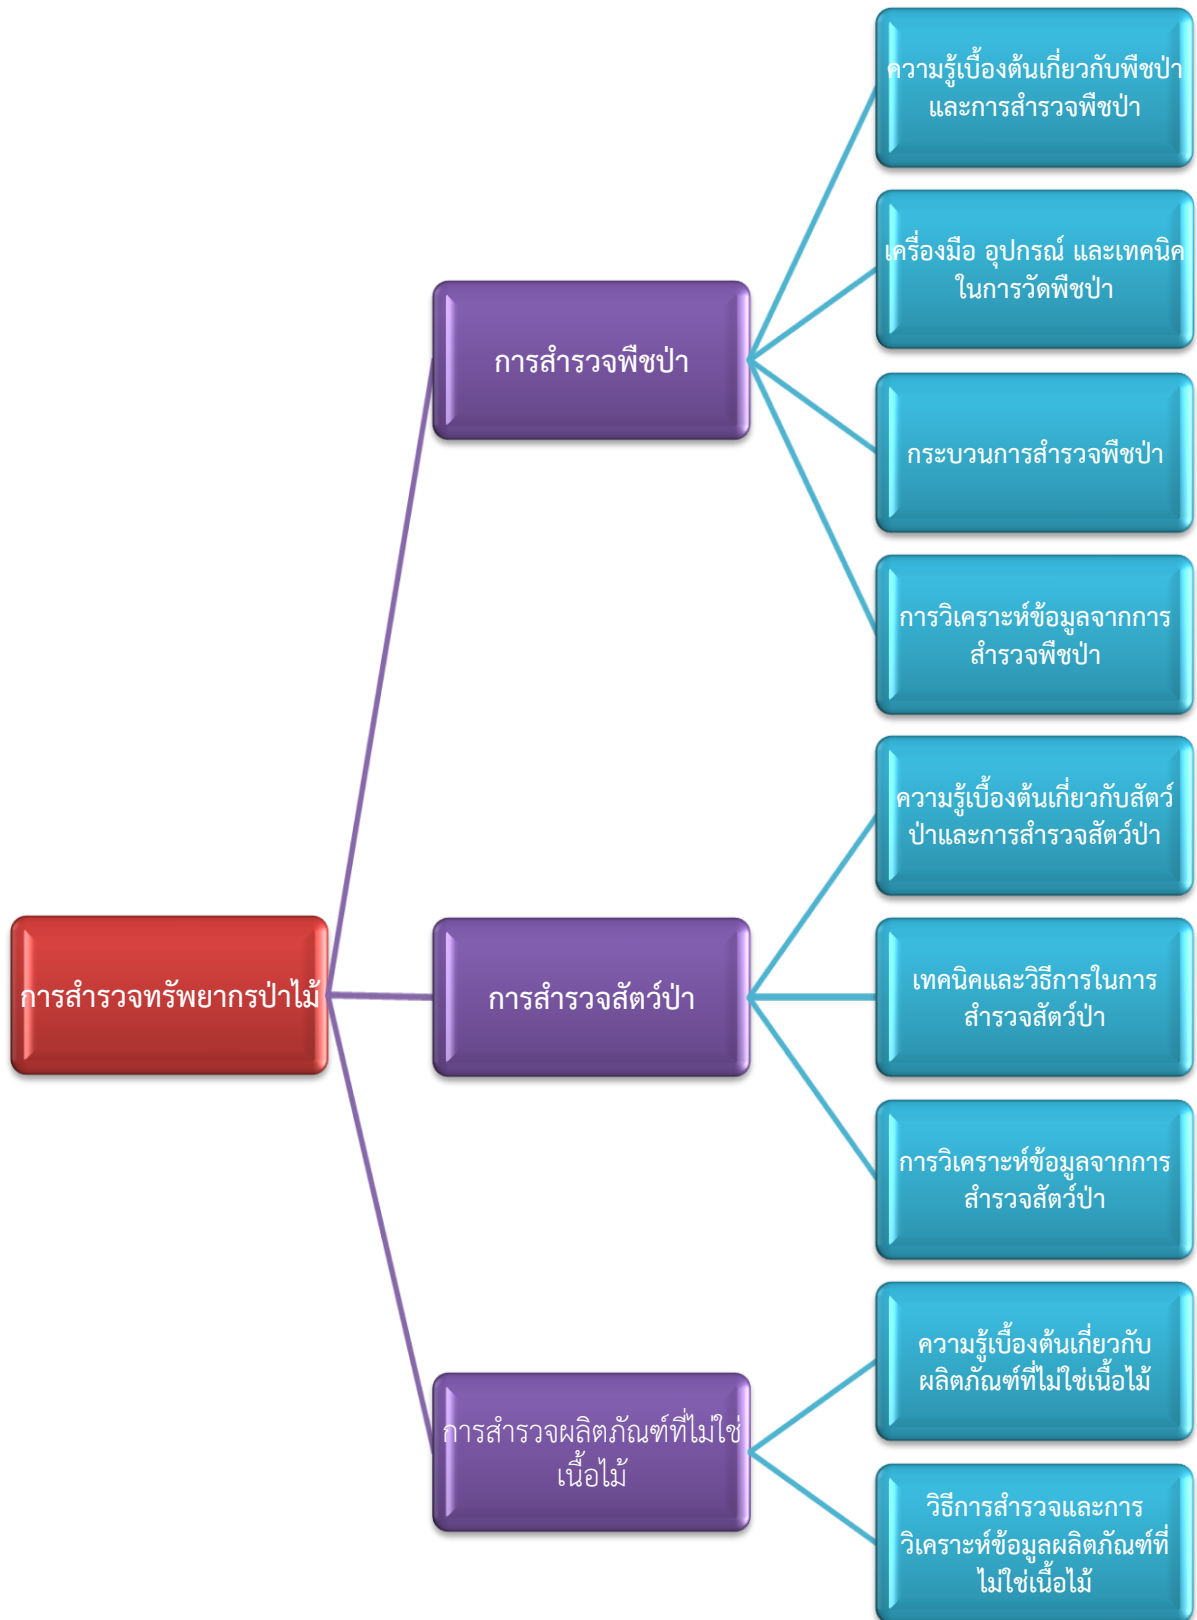 การสำรวจทรัพยากรป่าไม้
การสำรวจพืชป่า
ความรู้เบื้องต้นเกี่ยวกับพืชป่า
และการสำรวจพืชป่า
เครื่องมือ อุปกรณ์ และเทคนิค
ในการวัดพืชป่า
กระบวนการสำรวจพืชป่า
การวิเคราะห์ข้อมูลจากการ
สำรวจพืชป่า
การสำรวจสัตว์ป่า
ความรู้เบื้องต้นเกี่ยวกับสัตว์
ป่าและการสำรวจสัตว์ป่า
เทคนิคและวิธีการในการ
สำรวจสัตว์ป่า
การวิเคราะห์ข้อมูลจากการ
สำรวจสัตว์ป่า
การสำรวจผลิตภัณฑ์ที่ไม่ใช่
เนื้อไม้
ความรู้เบื้องต้นเกี่ยวกับ
ผลิตภัณฑ์ที่ไม่ใช่เนื้อไม้
วิธีการสำรวจและการ
วิเคราะห์ข้อมูลผลิตภัณฑ์ที่
ไม่ใช่เนื้อไม้